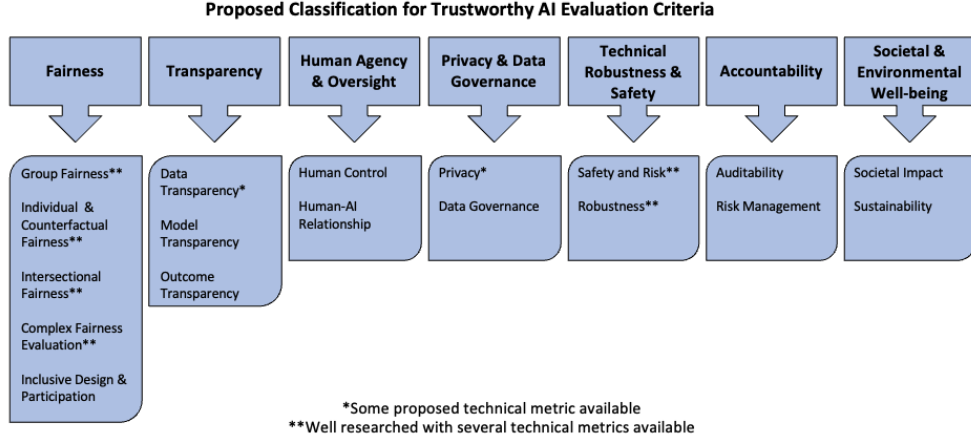 Proposed Classification for Trustworthy AI Evaluation Criteria
Fairness
Transparency
Human Agency
& Oversight
Privacy & Data
Governance
Technical
Robustness &
Safety
Accountability
Societal &
Environmental
Well-being
Group Fairness**
Individual &
Counterfactual
Fairness**
Intersectional
Fairness**
Complex Fairness
Evaluation**
Inclusive Design &
Participation
Data
Transparency*
Model
Transparency
Outcome
Transparency
Human Control
Human-AI
Relationship
Privacy*
Data Governance
Safety and Risk**
Robustness**
Auditability
Risk Management
Societal Impact
Sustainability
*Some proposed technical metric available
**Well researched with several technical metrics available